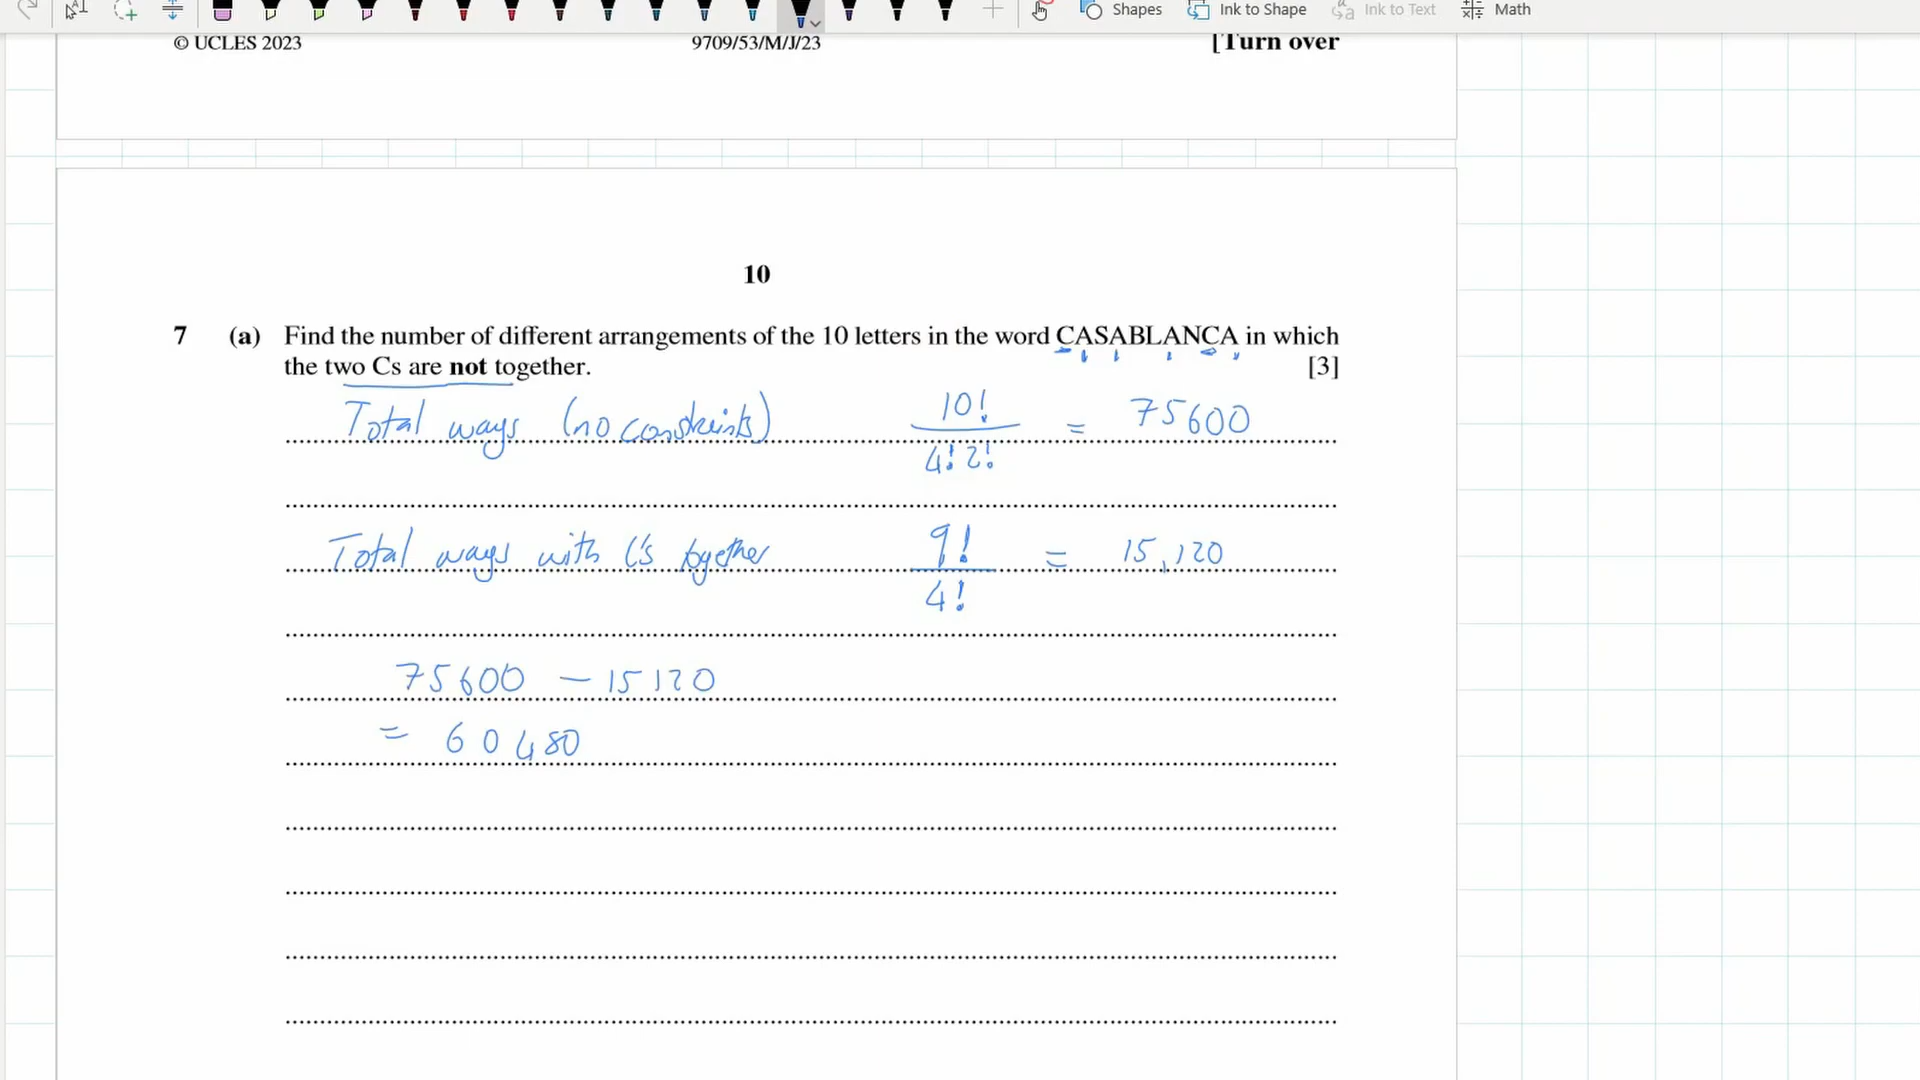 Shapes Ink to Shape Ink to Text Math
© UCLES 2023 9709/53/M/J/23 [Turn over
10
7 (a) Find the number of different arrangements of the 10 letters in the word CASABLANCA in which
the two Cs are not together. [3]
Total ways (no constraints) 10! / 4! 2! = 75600
Total ways with C's together 9! / 4! = 15,120
75600 - 15120
= 60480